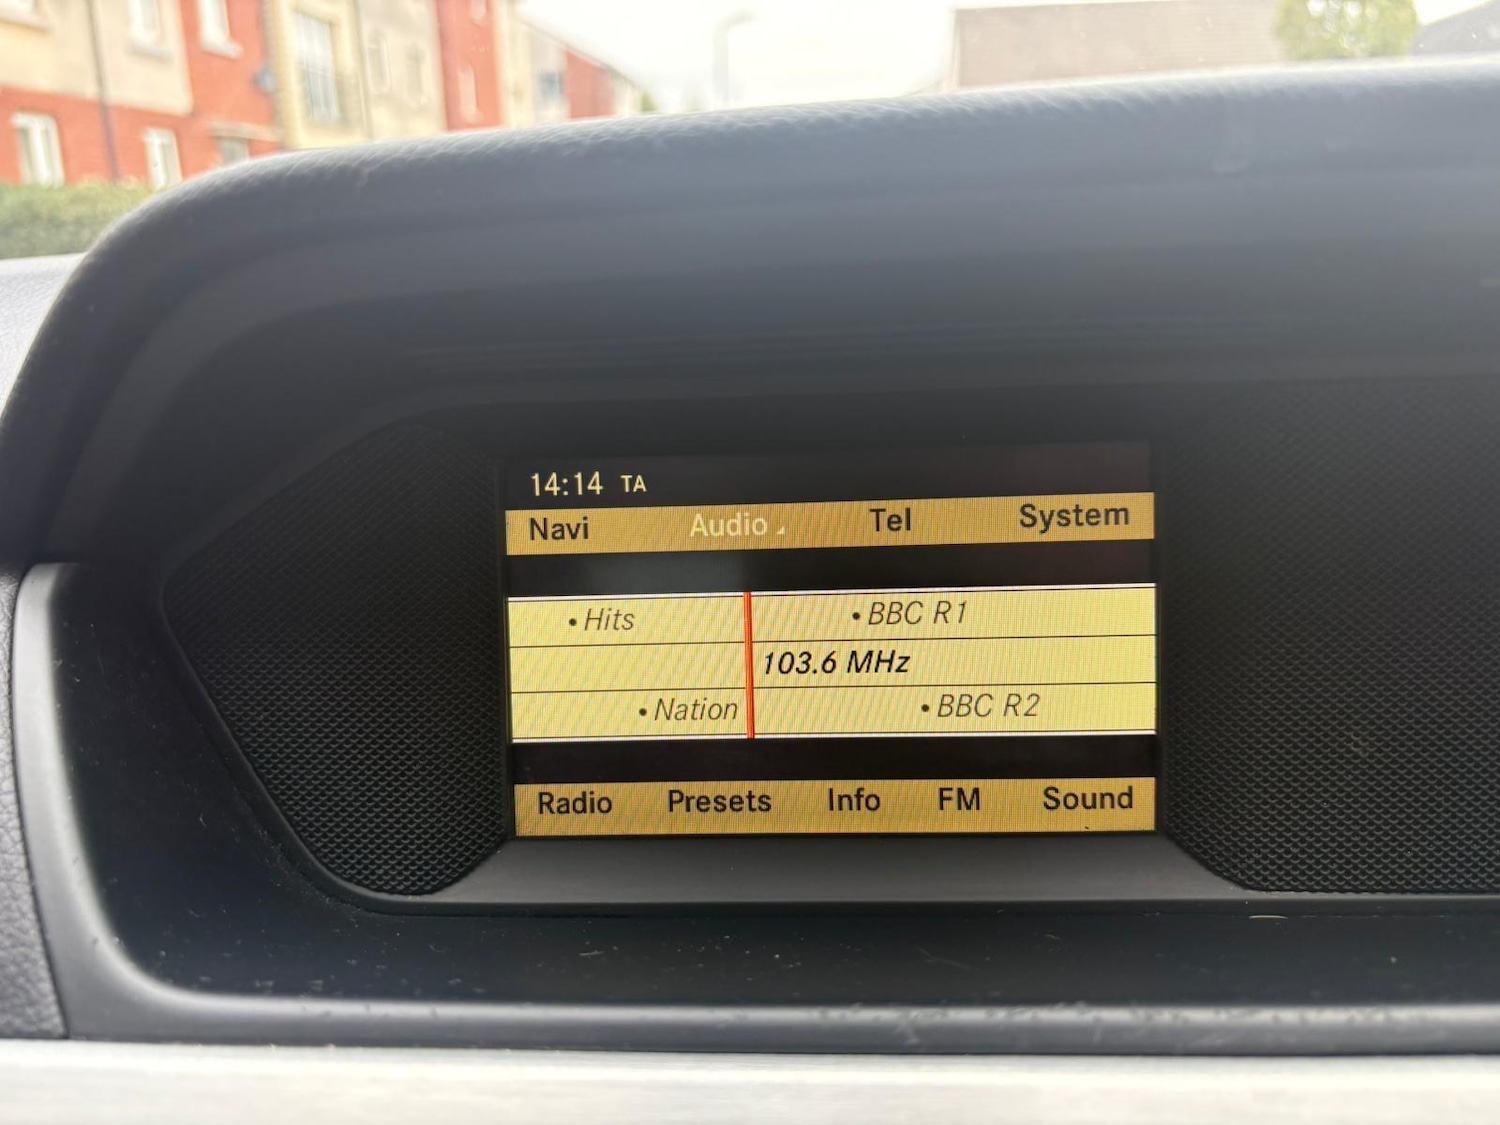 14:14 TA
Navi Audio Tel System
•Hits •BBC R1
103.6 MHz
•Nation •BBC R2
Radio Presets Info FM Sound